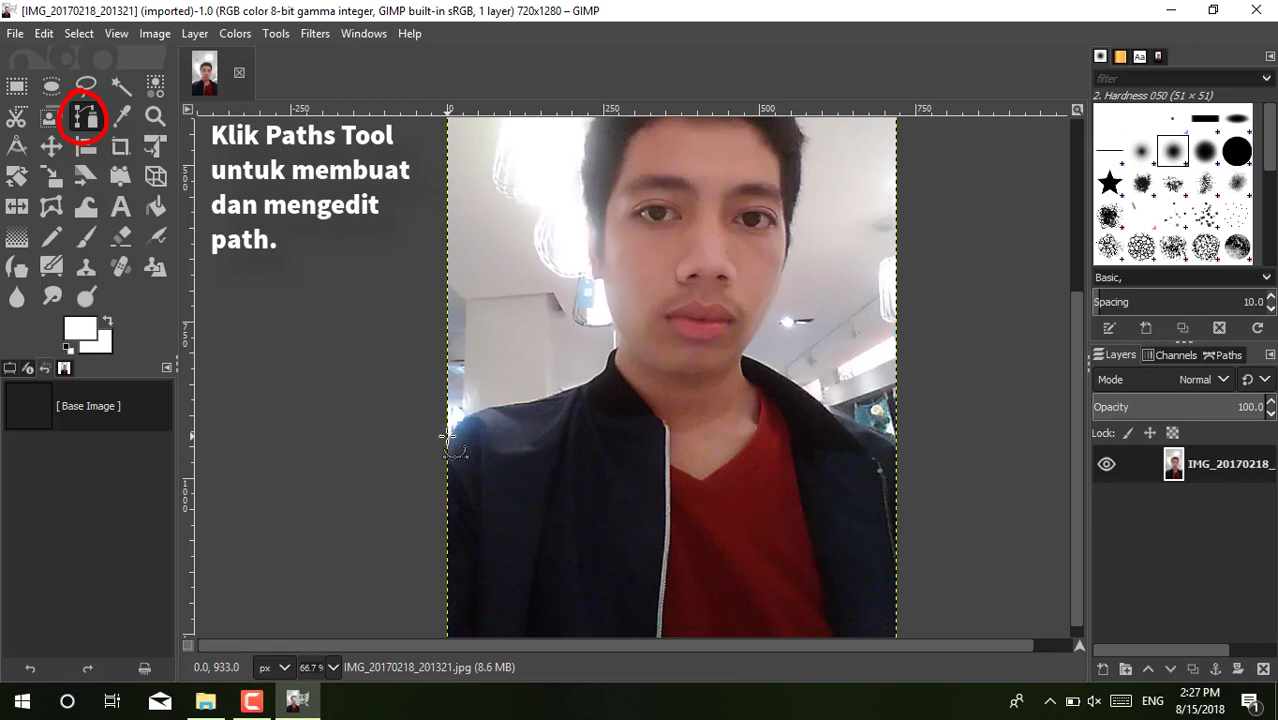 [IMG_20170218_201321] (imported)-1.0 (RGB color 8-bit gamma integer, GIMP built-in sRGB, 1 layer) 720x1280 – GIMP
File Edit Select View Image Layer Colors Tools Filters Windows Help
-250 0 250 500 750
Klik Paths Tool
untuk membuat
dan mengedit
path.
500
750
1000
[ Base Image ]
filter
2. Hardness 050 (51 × 51)
Basic,
Spacing 10.0
Layers Channels Paths
Mode Normal
Opacity 100.0
Lock:
IMG_20170218_
0.0, 933.0 px 66.7 % IMG_20170218_201321.jpg (8.6 MB)
ENG
2:27 PM
8/15/2018
1